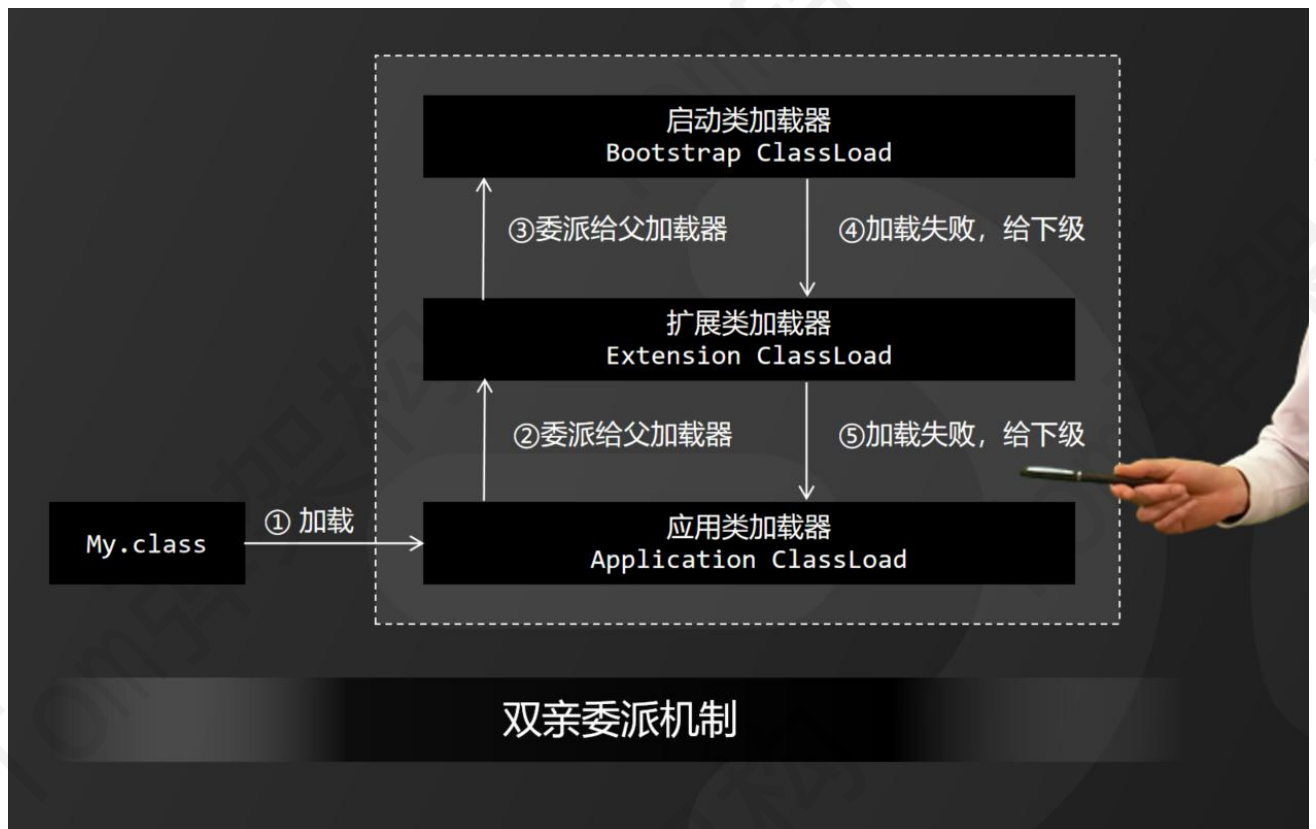 启动类加载器
Bootstrap ClassLoad
③委派给父加载器
④加载失败，给下级
扩展类加载器
Extension ClassLoad
②委派给父加载器
⑤加载失败，给下级
My.class
① 加载
应用类加载器
Application ClassLoad
双亲委派机制